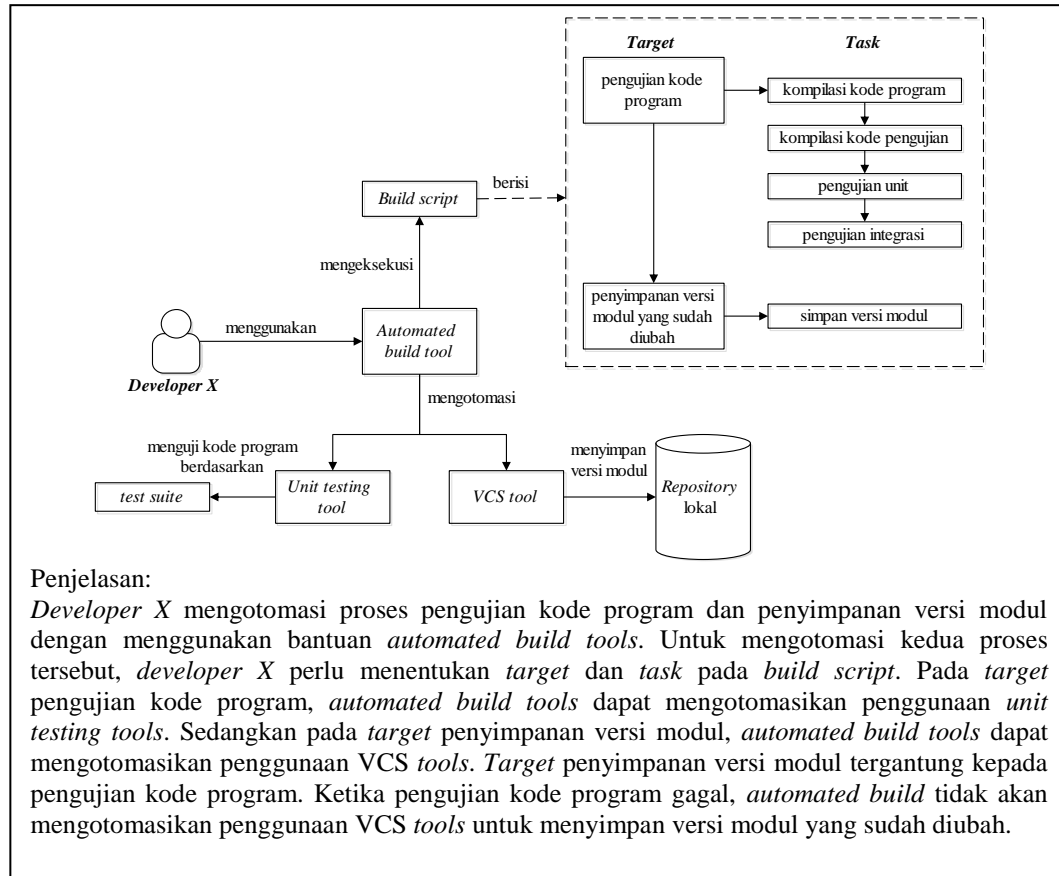 Target
Task
pengujian kode
program
kompilasi kode program
kompilasi kode pengujian
pengujian unit
pengujian integrasi
penyimpanan versi
modul yang sudah
diubah
simpan versi modul
berisi
Build script
mengeksekusi
menggunakan
Automated
build tool
Developer X
mengotomasi
menguji kode program
berdasarkan
test suite
Unit testing
tool
VCS tool
menyimpan
versi modul
Repository
lokal
Penjelasan:
Developer X mengotomasi proses pengujian kode program dan penyimpanan versi modul
dengan menggunakan bantuan automated build tools. Untuk mengotomasi kedua proses
tersebut, developer X perlu menentukan target dan task pada build script. Pada target
pengujian kode program, automated build tools dapat mengotomasikan penggunaan unit
testing tools. Sedangkan pada target penyimpanan versi modul, automated build tools dapat
mengotomasikan penggunaan VCS tools. Target penyimpanan versi modul tergantung kepada
pengujian kode program. Ketika pengujian kode program gagal, automated build tidak akan
mengotomasikan penggunaan VCS tools untuk menyimpan versi modul yang sudah diubah.